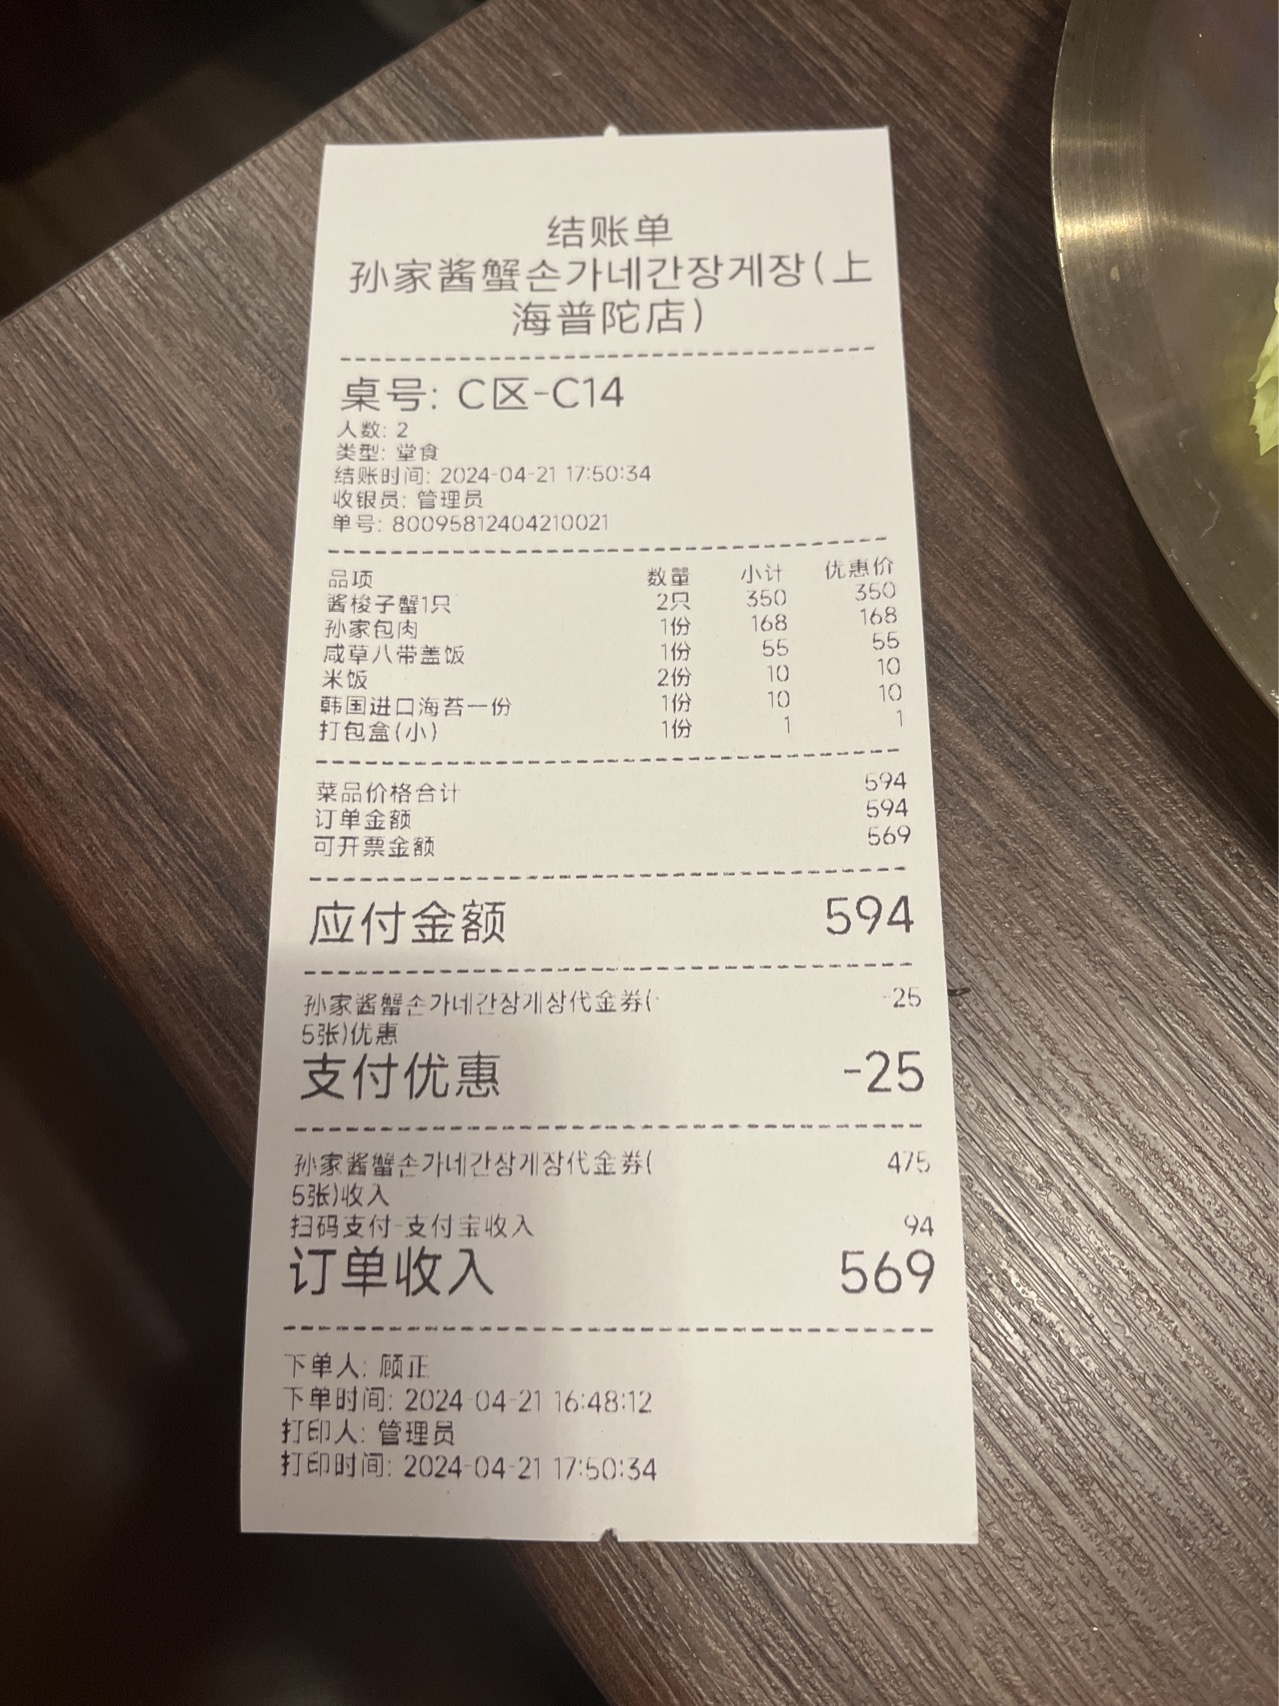 结账单
孙家酱蟹손가네간장게장(上
海普陀店)
桌号: C区-C14
人数: 2
类型: 堂食
结账时间: 2024-04-21 17:50:34
收银员: 管理员
单号: 80095812404210021
品项 数量 小计 优惠价
酱梭子蟹1只 2只 350 350
孙家包肉 1份 168 168
咸草八带盖饭 1份 55 55
米饭 2份 10 10
韩国进口海苔一份 1份 10 10
打包盒(小) 1份 1 1
菜品价格合计 594
订单金额 594
可开票金额 569
应付金额 594
孙家酱蟹손가네간장게장代金券( -25
5张)优惠
支付优惠 -25
孙家酱蟹손가네간장게장代金券( 475
5张)收入
扫码支付-支付宝收入 94
订单收入 569
下单人: 顾正
下单时间: 2024-04-21 16:48:12
打印人: 管理员
打印时间: 2024-04-21 17:50:34